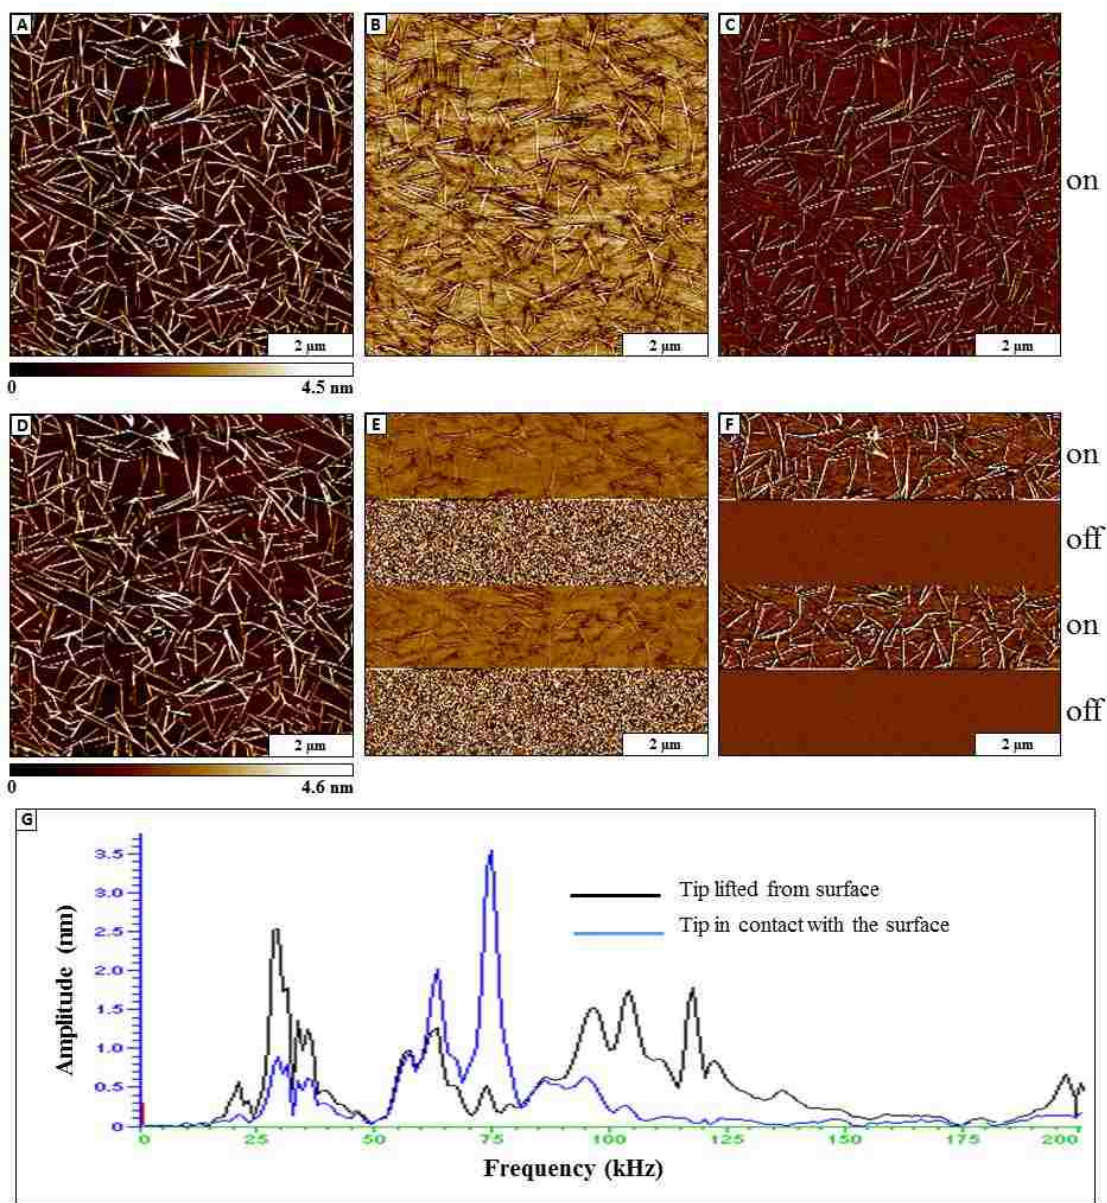 A
B
C
on
2 µm
2 µm
2 µm
0
4.5 nm
D
E
F
on
off
on
off
2 µm
2 µm
2 µm
0
4.6 nm
G
3.5
3.0
2.5
2.0
1.5
1.0
0.5
0
Amplitude (nm)
Tip lifted from surface
Tip in contact with the surface
0
25
50
75
100
125
150
175
200
Frequency (kHz)